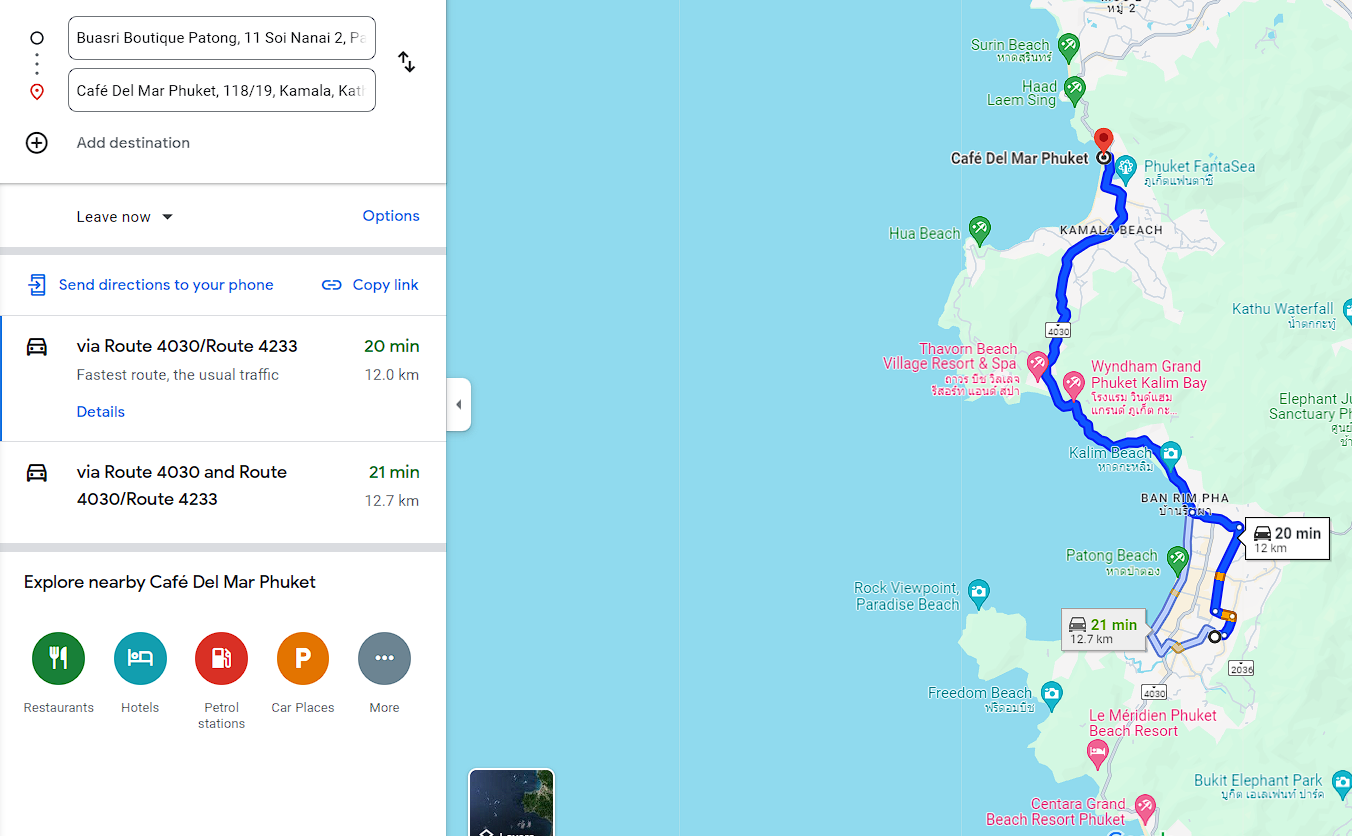 Buasri Boutique Patong, 11 Soi Nanai 2, Pa
Café Del Mar Phuket, 118/19, Kamala, Kat
Add destination
Leave now
Options
Send directions to your phone
Copy link
via Route 4030/Route 4233
20 min
Fastest route, the usual traffic
12.0 km
Details
via Route 4030 and Route
4030/Route 4233
21 min
12.7 km
Explore nearby Café Del Mar Phuket
P
Restaurants
Hotels
Petrol
stations
Car Places
More
หมู่ 2
Surin Beach
หาดสุรินทร์
Haad
Laem Sing
Café Del Mar Phuket
Phuket FantaSea
ภูเก็ตแฟนตาซี
Hua Beach
KAMALA BEACH
Kathu Waterfall
น้ำตกกะทู้
4030
Thavorn Beach
Village Resort & Spa
ถาวร บีช วิลเลจ
รีสอร์ท แอนด์ สปา
Wyndham Grand
Phuket Kalim Bay
โรงแรม วินด์แฮม
แกรนด์ ภูเก็ต กะ...
Elephant Ju
Sanctuary Ph
ศูนย์
ช้า
Kalim Beach
หาดกะหลิม
BAN RIM PHA
บ้านริมผา
20 min
12 km
Patong Beach
หาดป่าตอง
Rock Viewpoint,
Paradise Beach
21 min
12.7 km
2036
Freedom Beach
ฟรีดอมบีช
4030
Le Méridien Phuket
Beach Resort
Bukit Elephant Park
บูกิต เอเลเฟนท์ ปาร์ค
Centara Grand
Beach Resort Phuket
Layers